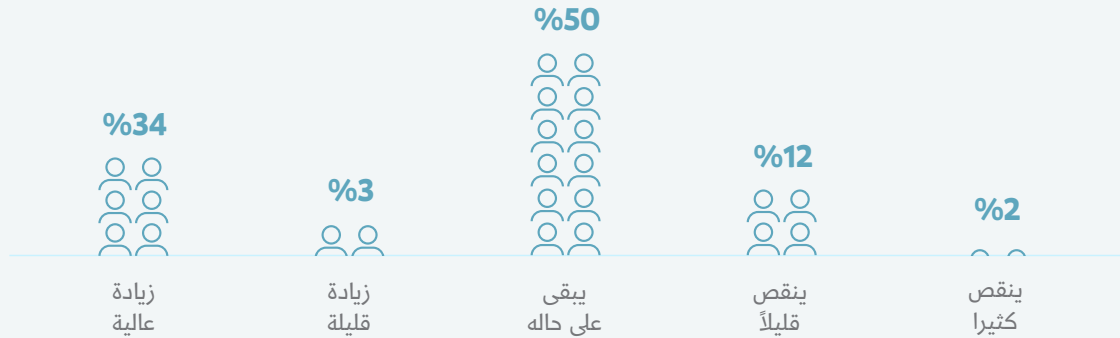 %2
ينقص
كثيرا
%12
ينقص
قليلاً
%50
يبقى
على حاله
%3
زيادة
قليلة
%34
زيادة
عالية